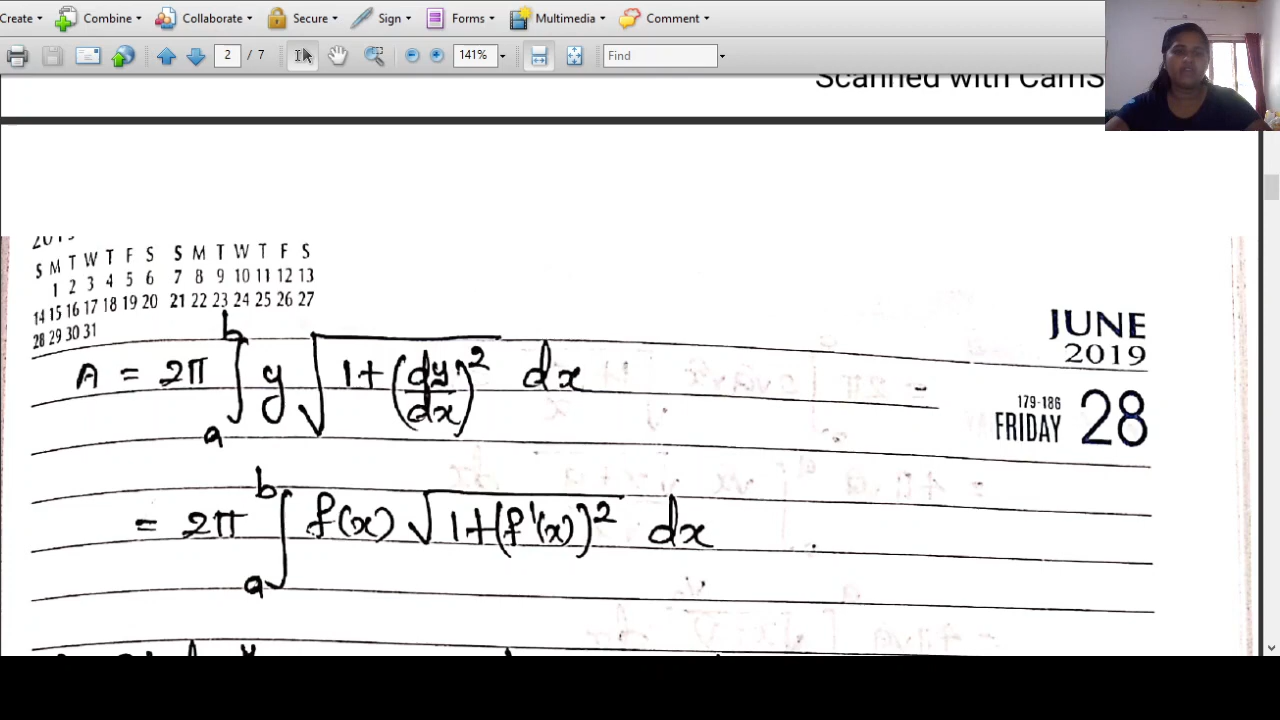 Create Combine Collaborate Secure Sign Forms Multimedia Comment
2 / 7 141% Find
Scanned with CamS
S M T W T F S S M T W T F S
1 2 3 4 5 6 7 8 9 10 11 12 13
14 15 16 17 18 19 20 21 22 23 24 25 26 27
28 29 30 31
JUNE
2019
179-186
FRIDAY 28
A = 2π ∫_a^b y √(1+(dy/dx)^2) dx
= 2π ∫_a^b f(x) √(1+(f'(x))^2) dx